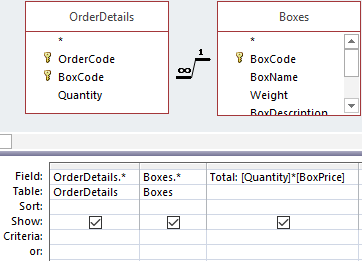 OrderDetails
*
OrderCode
BoxCode
Quantity
∞ 1
Boxes
*
BoxCode
BoxName
Weight
BoxDescription
Field: OrderDetails.* Boxes.* Total: [Quantity]*[BoxPrice]
Table: OrderDetails Boxes
Sort:
Show:
Criteria:
or: